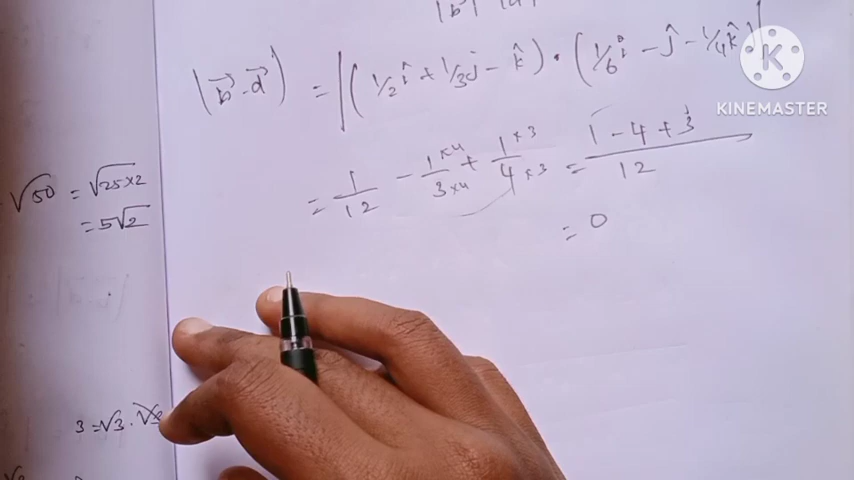 |b| |d|
|b⃗ . d⃗| = |(1/2 î + 1/3 ĵ - k̂) · (1/6 î - ĵ - 1/4 k̂)|
= 1/12 - 1×4/3×4 + 1×3/4×3 = 1 - 4 + 3/12
= 0
√50 = √25×2
= 5√2
3 = √3 .
KINEMASTER